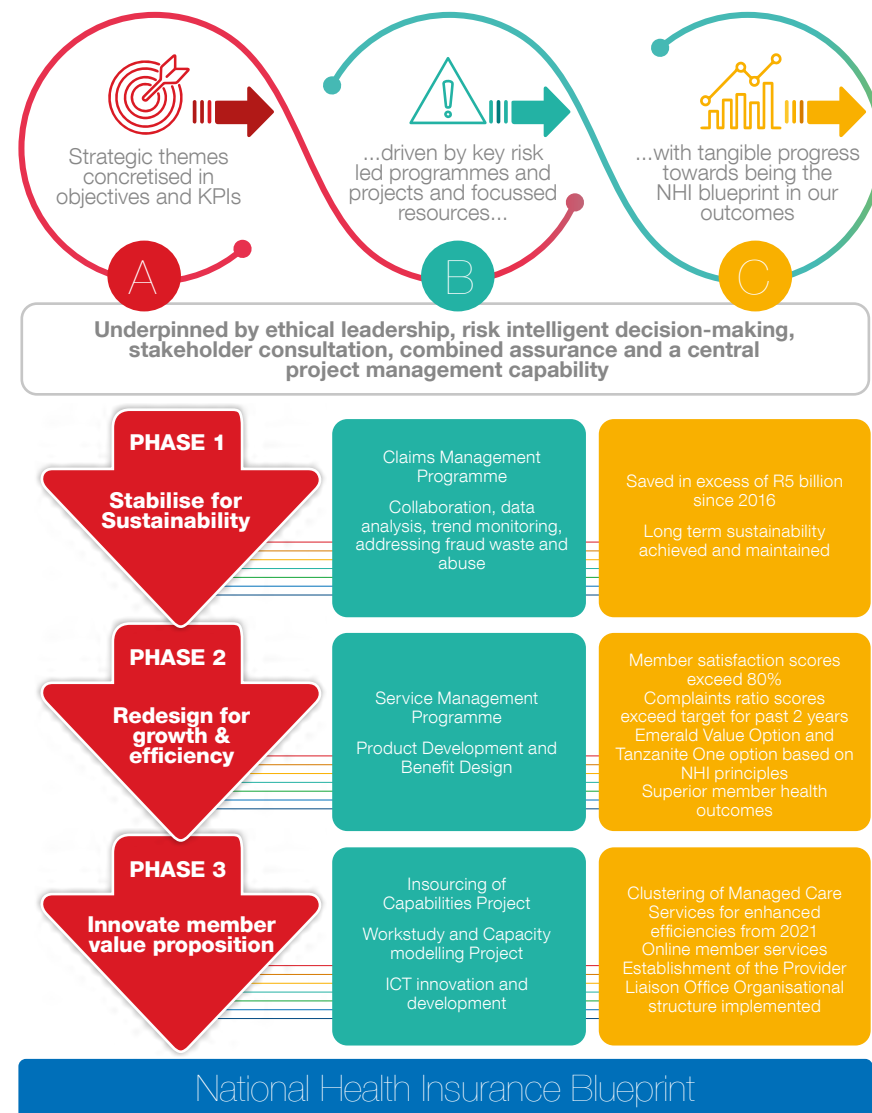 Strategic themes
concretised in
objectives and KPIs
A
...driven by key risk
led programmes and
projects and focussed
resources...
B
...with tangible progress
towards being the
NHI blueprint in our
outcomes
C
Underpinned by ethical leadership, risk intelligent decision-making,
stakeholder consultation, combined assurance and a central
project management capability
PHASE 1
Stabilise for
Sustainability
Claims Management
Programme
Collaboration, data
analysis, trend monitoring,
addressing fraud waste and
abuse
Saved in excess of R5 billion
since 2016
Long term sustainability
achieved and maintained
PHASE 2
Redesign for
growth &
efficiency
Service Management
Programme
Product Development and
Benefit Design
Member satisfaction scores
exceed 80%
Complaints ratio scores
exceed target for past 2 years
Emerald Value Option and
Tanzanite One option based on
NHI principles
Superior member health
outcomes
PHASE 3
Innovate member
value proposition
Insourcing of
Capabilities Project
Workstudy and Capacity
modelling Project
ICT innovation and
development
Clustering of Managed Care
Services for enhanced
efficiencies from 2021
Online member services
Establishment of the Provider
Liaison Office Organisational
structure implemented
National Health Insurance Blueprint